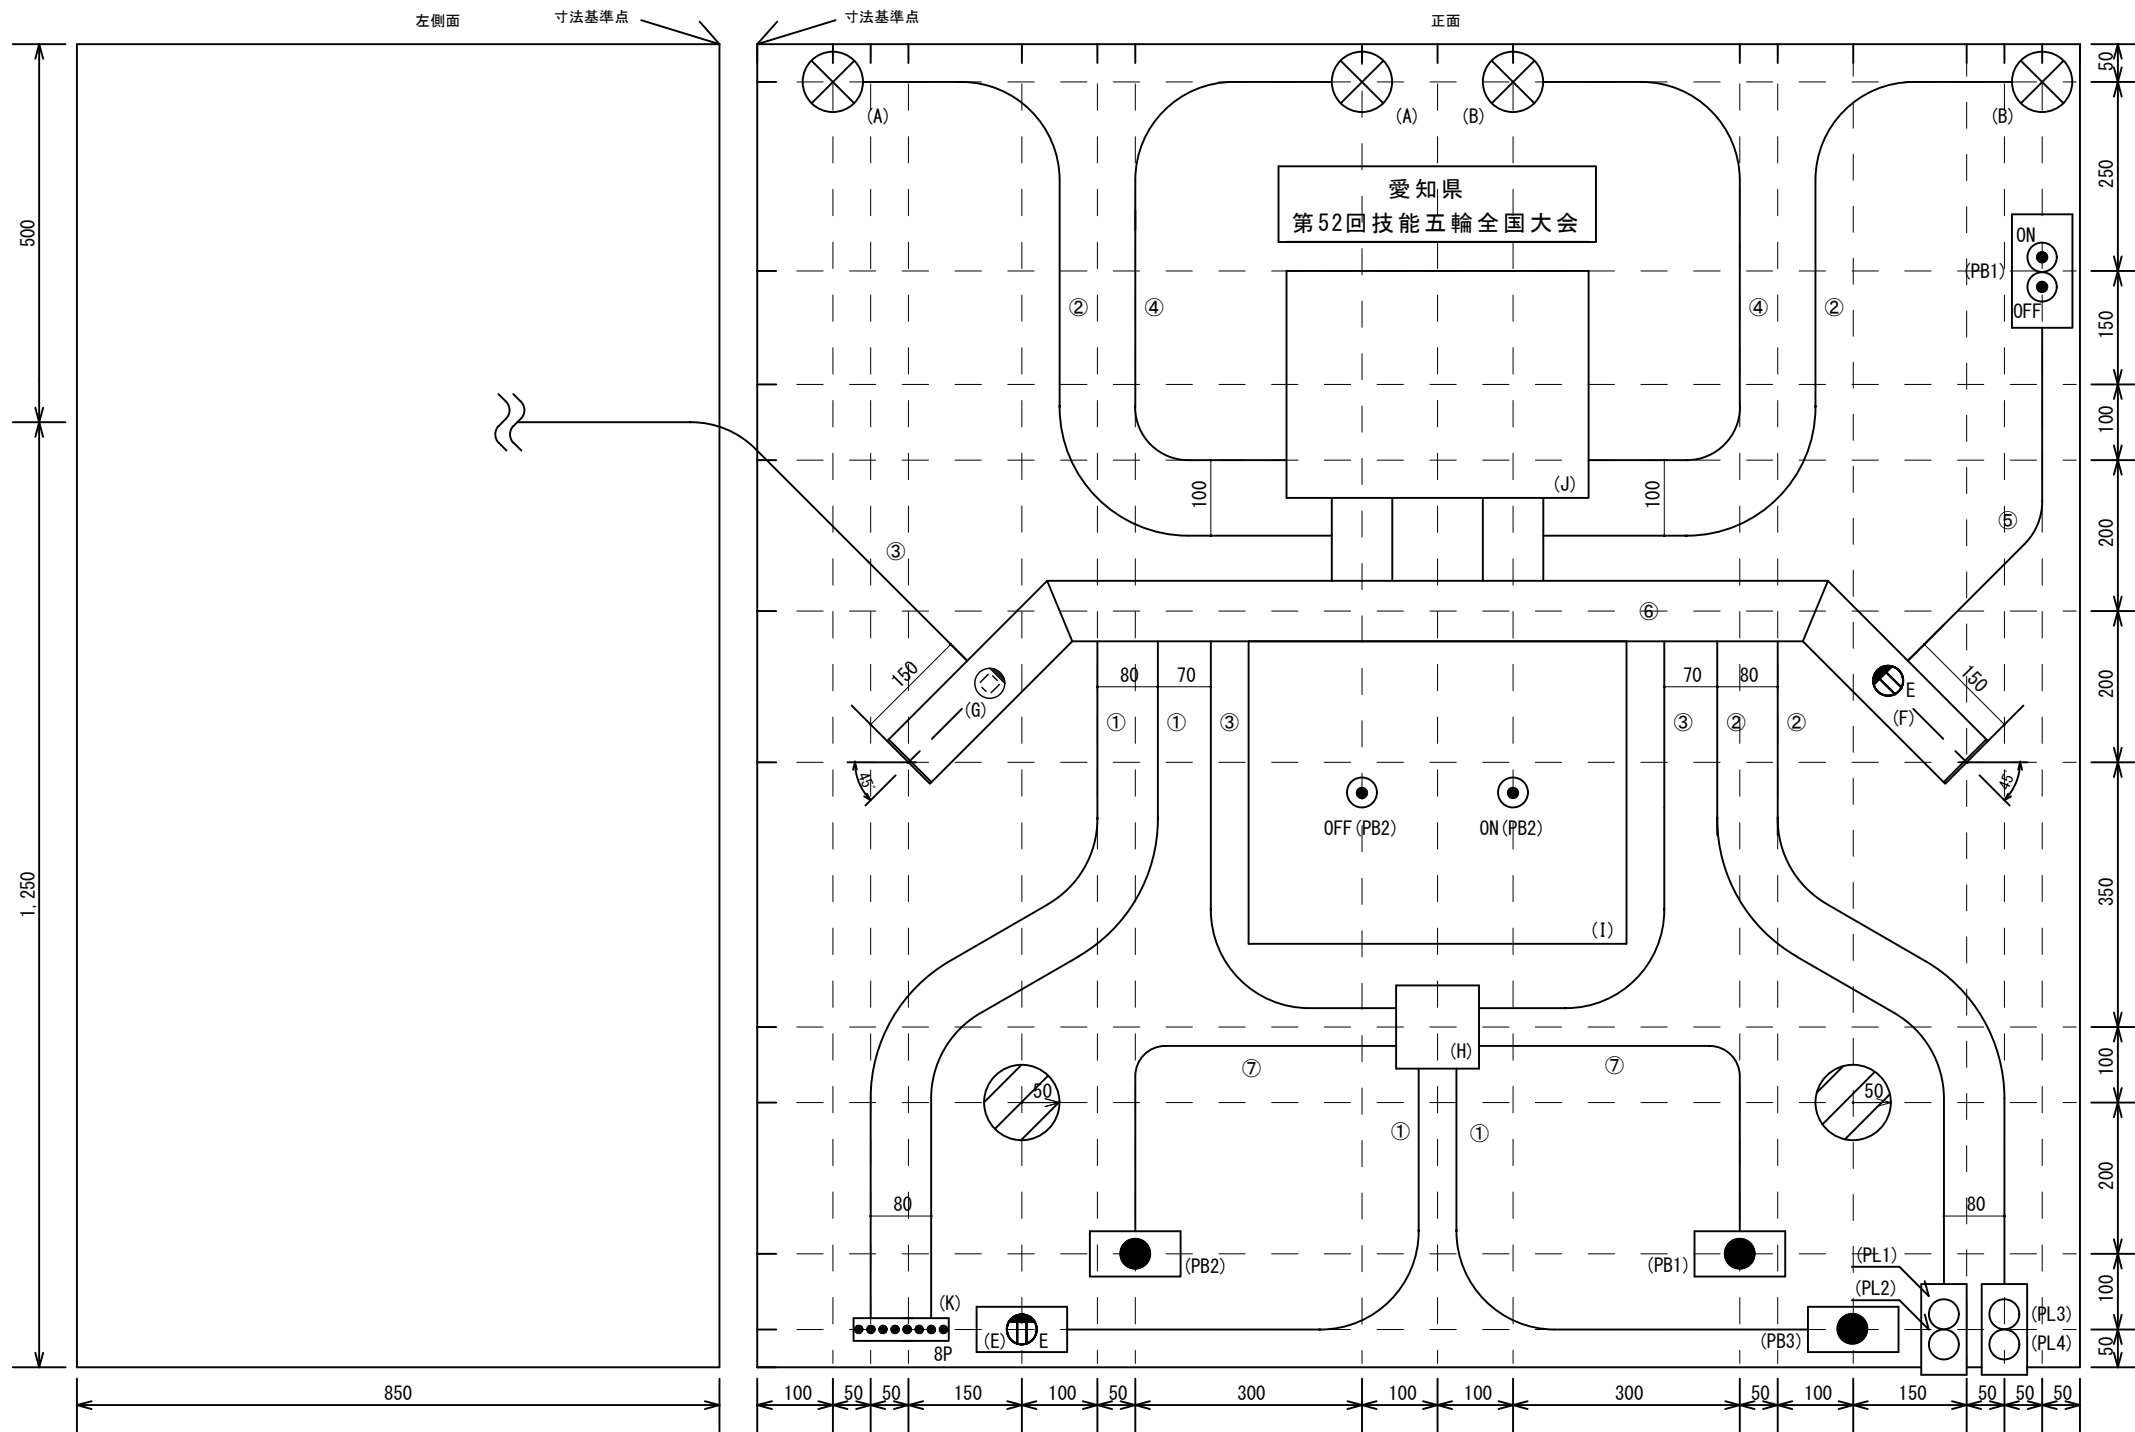 左側面
寸法基準点
寸法基準点
正面
(A)
(A)
(B)
(B)
愛知県
第52回技能五輪全国大会
ON
(PB1)
OFF
②
④
④
②
500
50
250
150
100
200
200
350
100
200
100
50
100
100
(J)
③
⑤
⑥
150
(G)
45°
80
70
①
①
③
70
80
③
②
②
E
(F)
150
45°
OFF(PB2)
ON(PB2)
(I)
1,250
(H)
⑦
⑦
50
50
①
①
80
80
(PB2)
(PB1)
(PL1)
(PL2)
(PL3)
(PL4)
(K)
8P
(E)
E
(PB3)
850
100
50
50
150
100
50
300
100
100
300
50
100
150
50
50
50